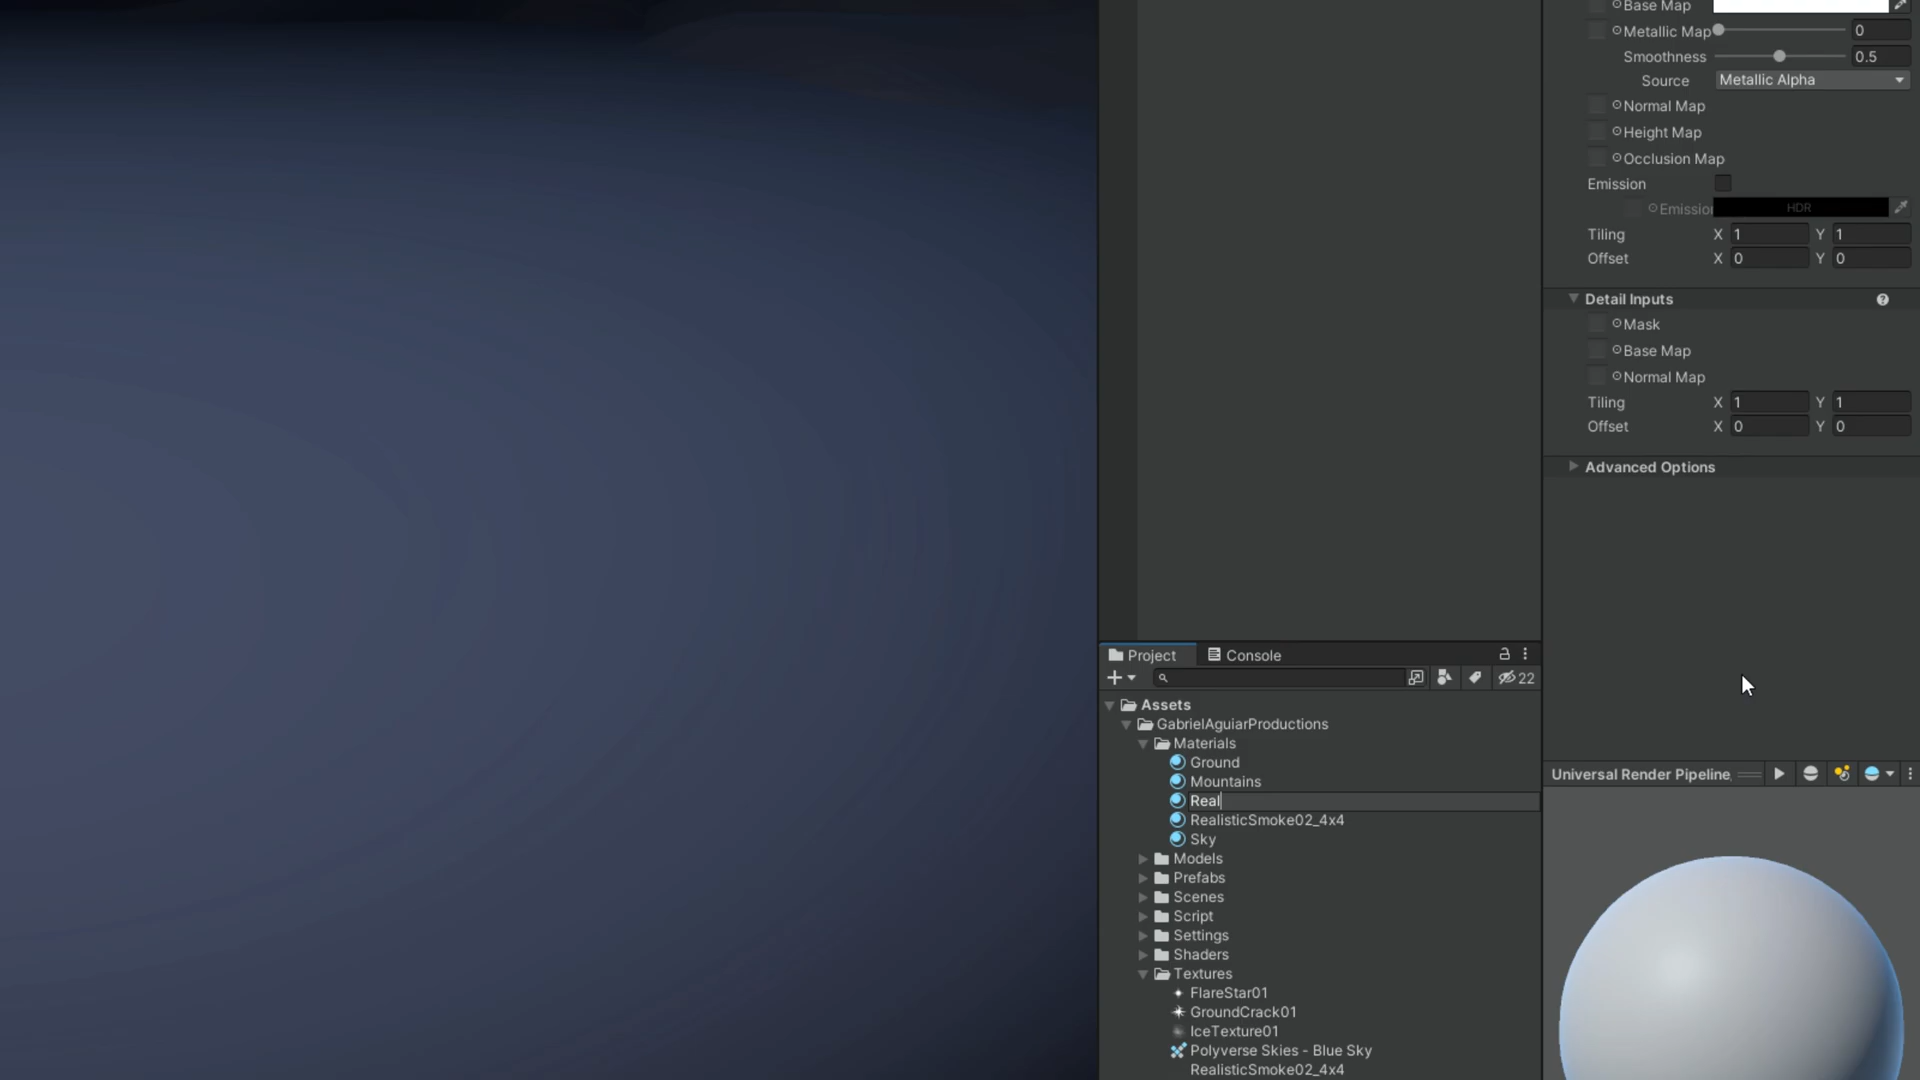 Base Map
Metallic Map 0
Smoothness 0.5
Source Metallic Alpha
Normal Map
Height Map
Occlusion Map
Emission
Emission HDR
Tiling X 1 Y 1
Offset X 0 Y 0
Detail Inputs
Mask
Base Map
Normal Map
Tiling X 1 Y 1
Offset X 0 Y 0
Advanced Options
Project Console
22
Assets
GabrielAguiarProductions
Materials
Ground
Mountains
Real
RealisticSmoke02_4x4
Sky
Models
Prefabs
Scenes
Script
Settings
Shaders
Textures
FlareStar01
GroundCrack01
IceTexture01
Polyverse Skies - Blue Sky
RealisticSmoke02_4x4
Universal Render Pipeline